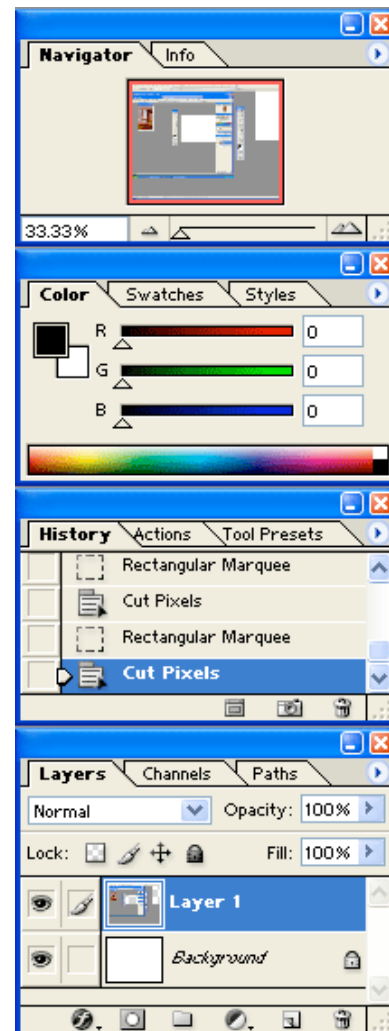 Navigator Info
33.33%
Color Swatches Styles
R 0
G 0
B 0
History Actions Tool Presets
Rectangular Marquee
Cut Pixels
Rectangular Marquee
Cut Pixels
Layers Channels Paths
Normal Opacity: 100%
Lock: Fill: 100%
Layer 1
Background